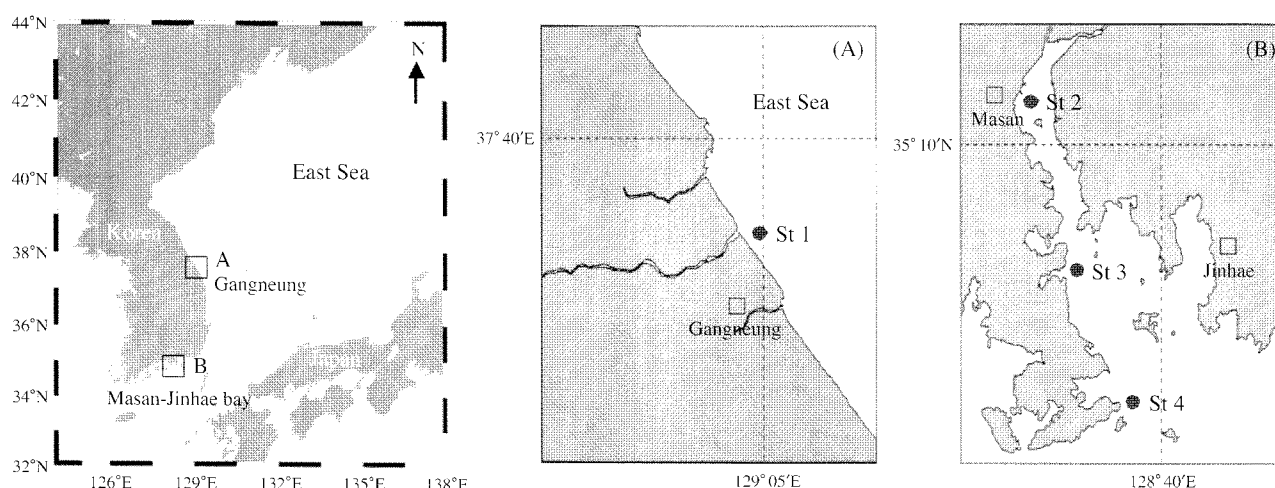 44°N
42°N
40°N
38°N
36°N
34°N
32°N
126°E
129°E
132°E
135°E
138°E
N
East Sea
Korea
A
Gangneung
B
Masan-Jinhae bay
(A)
East Sea
37°40′E
St 1
Gangneung
129°05′E
(B)
St 2
Masan
35°10′N
St 3
Jinhae
St 4
128°40′E